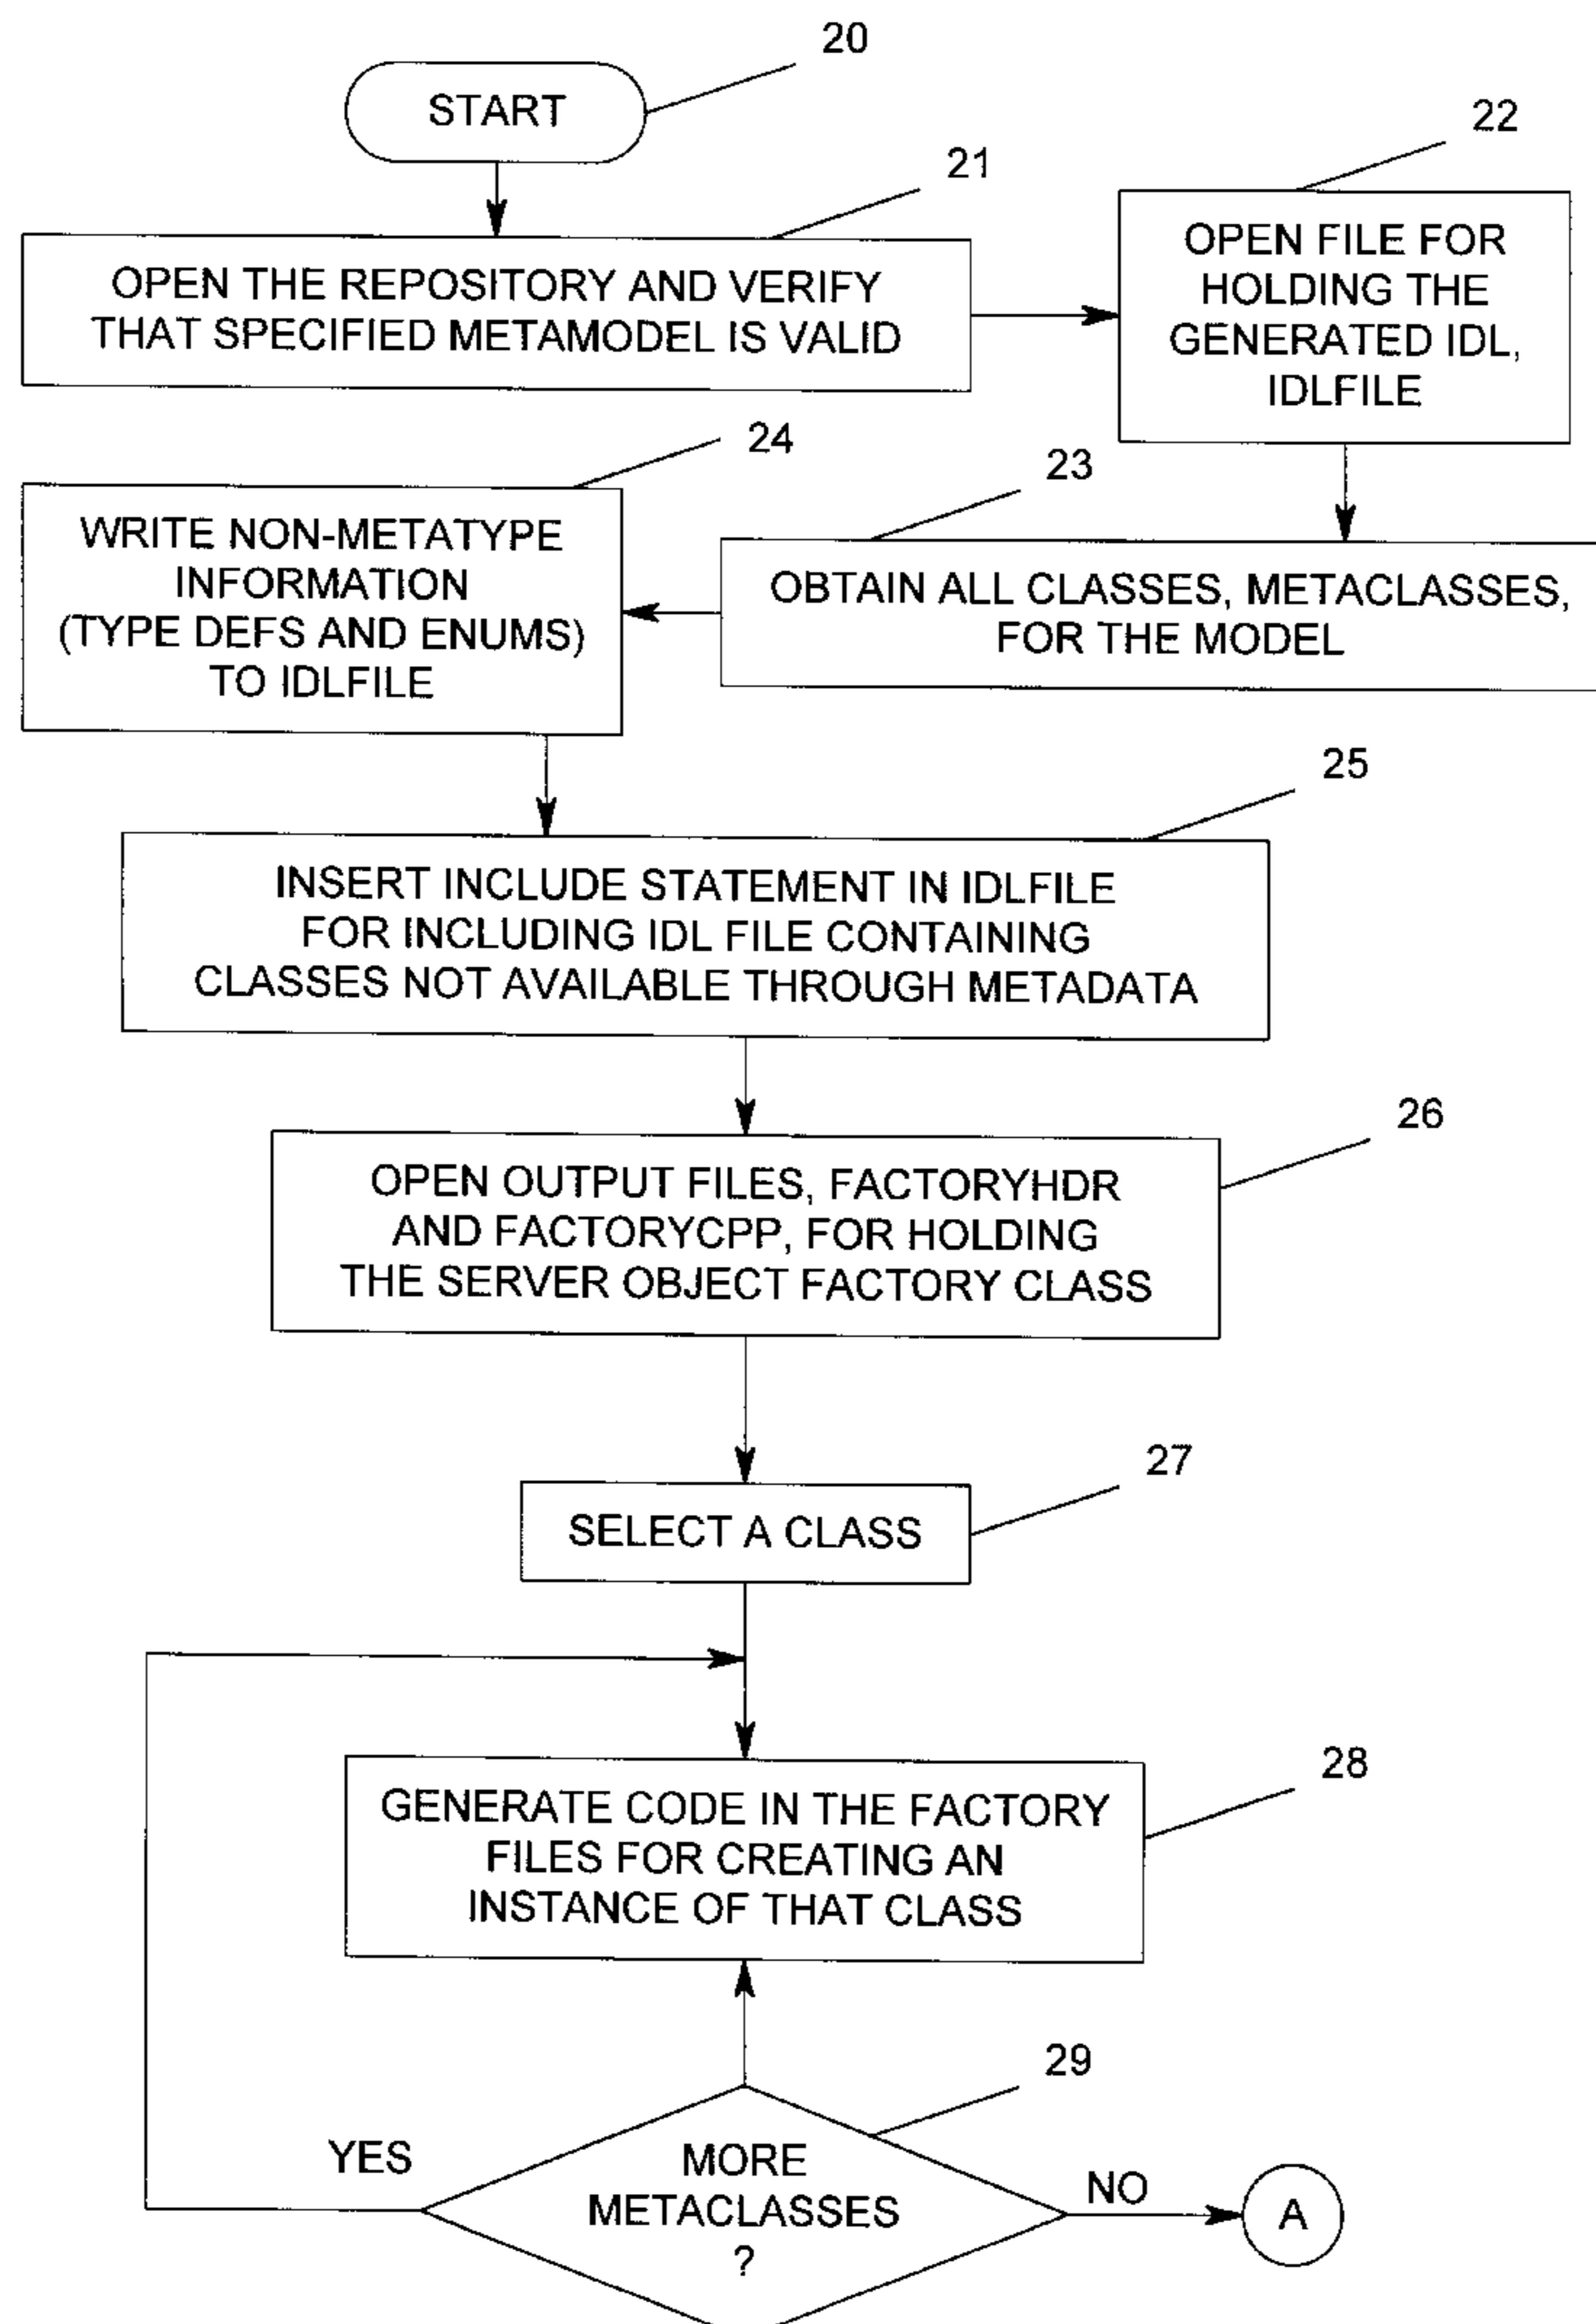 20
START
21
OPEN THE REPOSITORY AND VERIFY
THAT SPECIFIED METAMODEL IS VALID
22
OPEN FILE FOR
HOLDING THE
GENERATED IDL,
IDLFILE
23
OBTAIN ALL CLASSES, METACLASSES,
FOR THE MODEL
24
WRITE NON-METATYPE
INFORMATION
(TYPE DEFS AND ENUMS)
TO IDLFILE
25
INSERT INCLUDE STATEMENT IN IDLFILE
FOR INCLUDING IDL FILE CONTAINING
CLASSES NOT AVAILABLE THROUGH METADATA
26
OPEN OUTPUT FILES, FACTORYHDR
AND FACTORYCPP, FOR HOLDING
THE SERVER OBJECT FACTORY CLASS
27
SELECT A CLASS
28
GENERATE CODE IN THE FACTORY
FILES FOR CREATING AN
INSTANCE OF THAT CLASS
29
YES
MORE
METACLASSES
?
NO
A